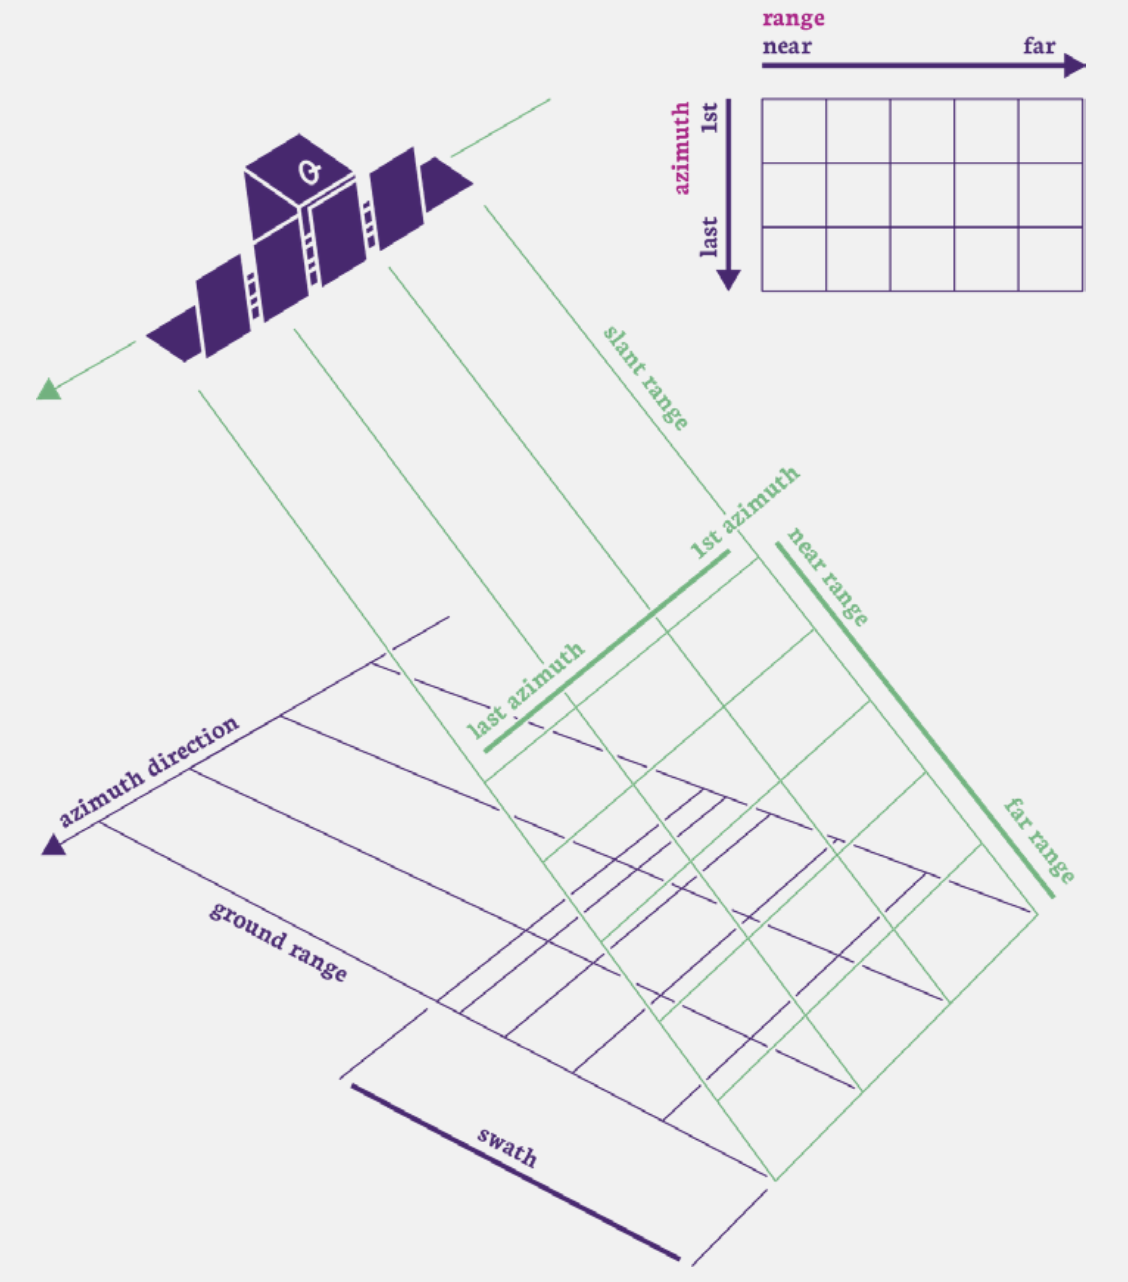 range
near far
azimuth
1st
last
slant range
1st azimuth
last azimuth
near range
far range
azimuth direction
ground range
swath